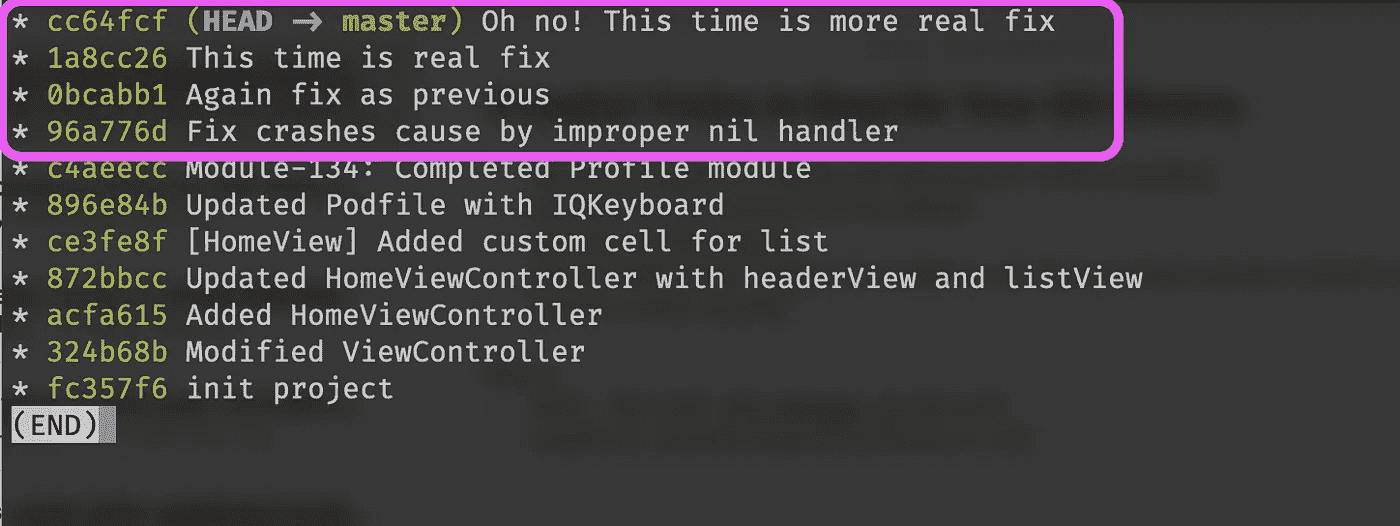 * cc64fcf (HEAD → master) Oh no! This time is more real fix
* 1a8cc26 This time is real fix
* 0bcabb1 Again fix as previous
* 96a776d Fix crashes cause by improper nil handler
* c4aeecc Module-134: Completed Profile module
* 896e84b Updated Podfile with IQKeyboard
* ce3fe8f [HomeView] Added custom cell for list
* 872bbcc Updated HomeViewController with headerView and listView
* acfa615 Added HomeViewController
* 324b68b Modified ViewController
* fc357f6 init project
(END)